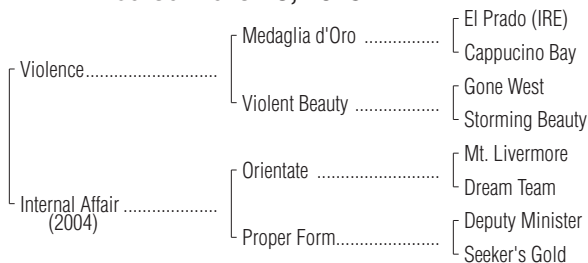 El Prado (IRE)
Medaglia d'Oro ................
Cappucino Bay
Violence............................
Gone West
Violent Beauty ..................
Storming Beauty
Mt. Livermore
Orientate ..........................
Dream Team
Internal Affair ....................
(2004)
Deputy Minister
Proper Form......................
Seeker's Gold